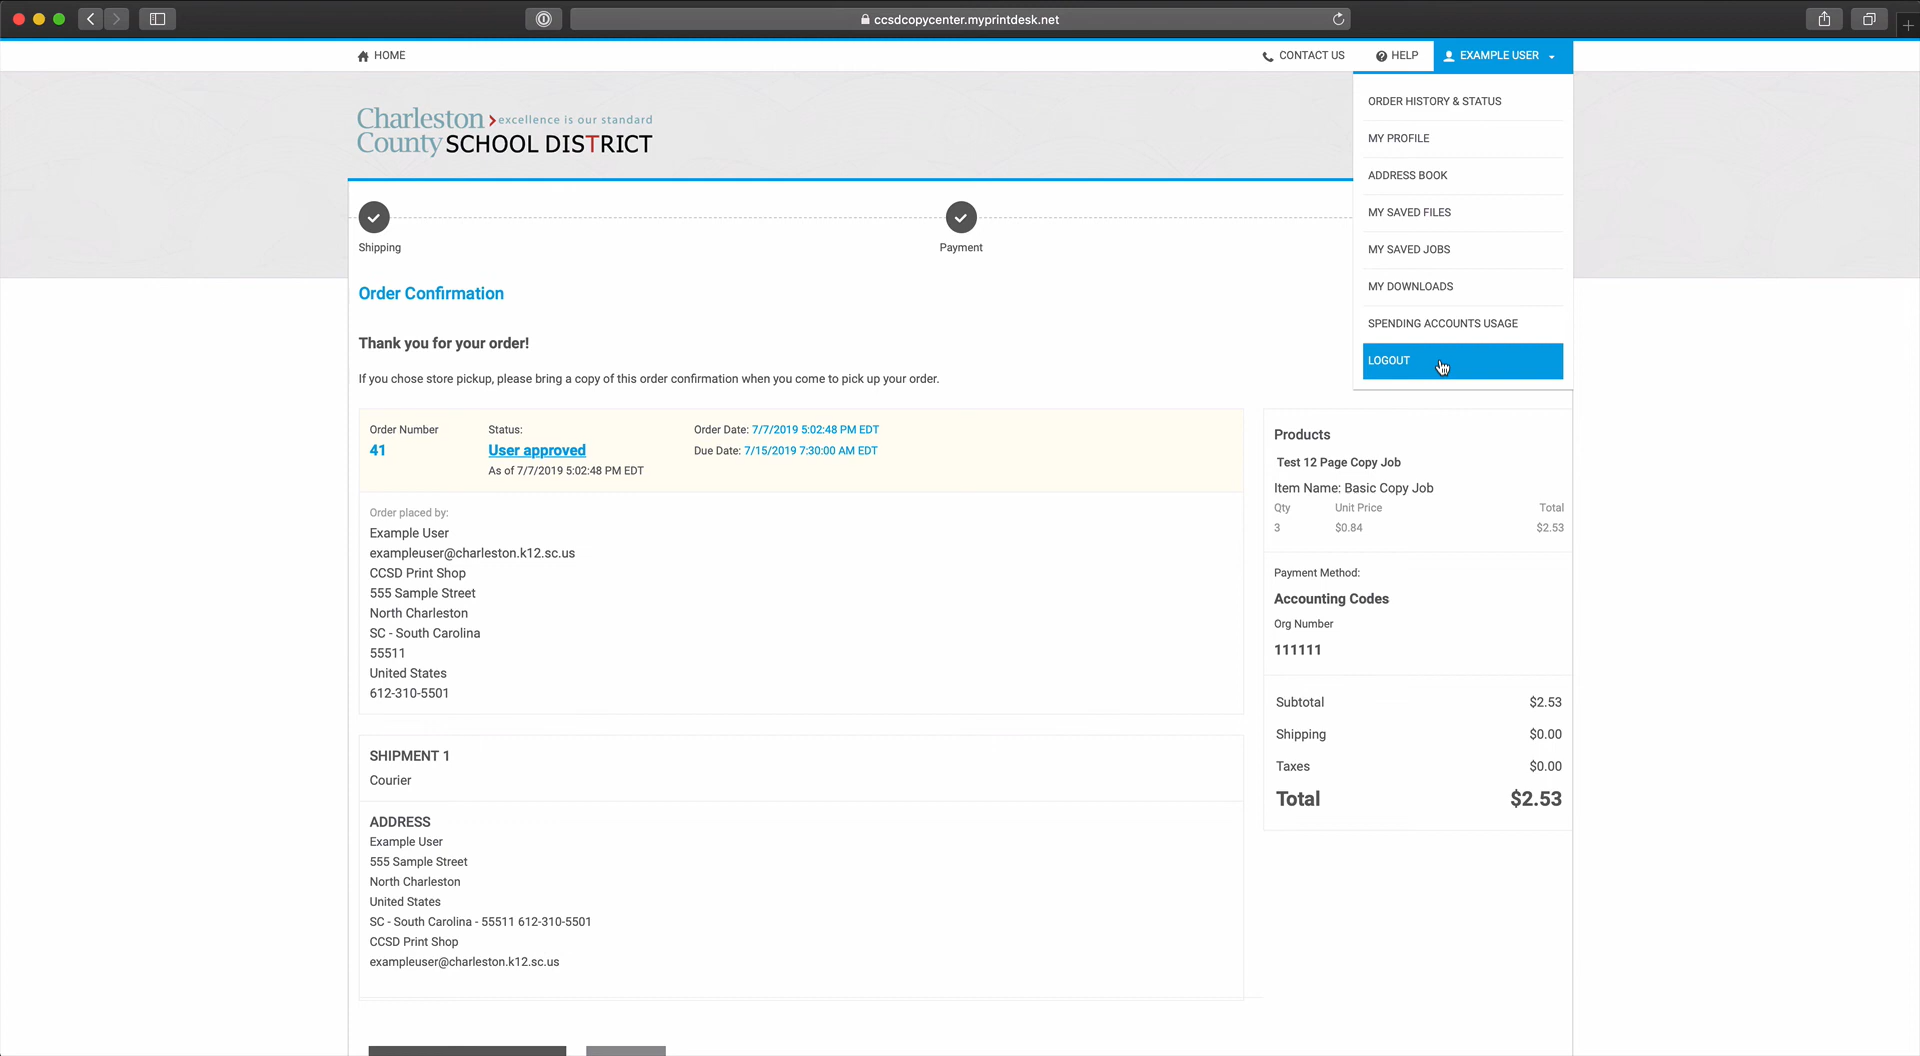 ccsdcopycenter.myprintdesk.net
HOME
CONTACT US
HELP
EXAMPLE USER
ORDER HISTORY & STATUS
MY PROFILE
ADDRESS BOOK
MY SAVED FILES
MY SAVED JOBS
MY DOWNLOADS
SPENDING ACCOUNTS USAGE
LOGOUT
Charleston excellence is our standard
County SCHOOL DISTRICT
Shipping
Payment
Order Confirmation
Thank you for your order!
If you chose store pickup, please bring a copy of this order confirmation when you come to pick up your order.
Order Number
41
Status:
User approved
As of 7/7/2019 5:02:48 PM EDT
Order Date: 7/7/2019 5:02:48 PM EDT
Due Date: 7/15/2019 7:30:00 AM EDT
Order placed by:
Example User
exampleuser@charleston.k12.sc.us
CCSD Print Shop
555 Sample Street
North Charleston
SC - South Carolina
55511
United States
612-310-5501
SHIPMENT 1
Courier
ADDRESS
Example User
555 Sample Street
North Charleston
United States
SC - South Carolina - 55511 612-310-5501
CCSD Print Shop
exampleuser@charleston.k12.sc.us
Products
Test 12 Page Copy Job
Item Name: Basic Copy Job
Qty Unit Price Total
3 $0.84 $2.53
Payment Method:
Accounting Codes
Org Number
111111
Subtotal $2.53
Shipping $0.00
Taxes $0.00
Total $2.53